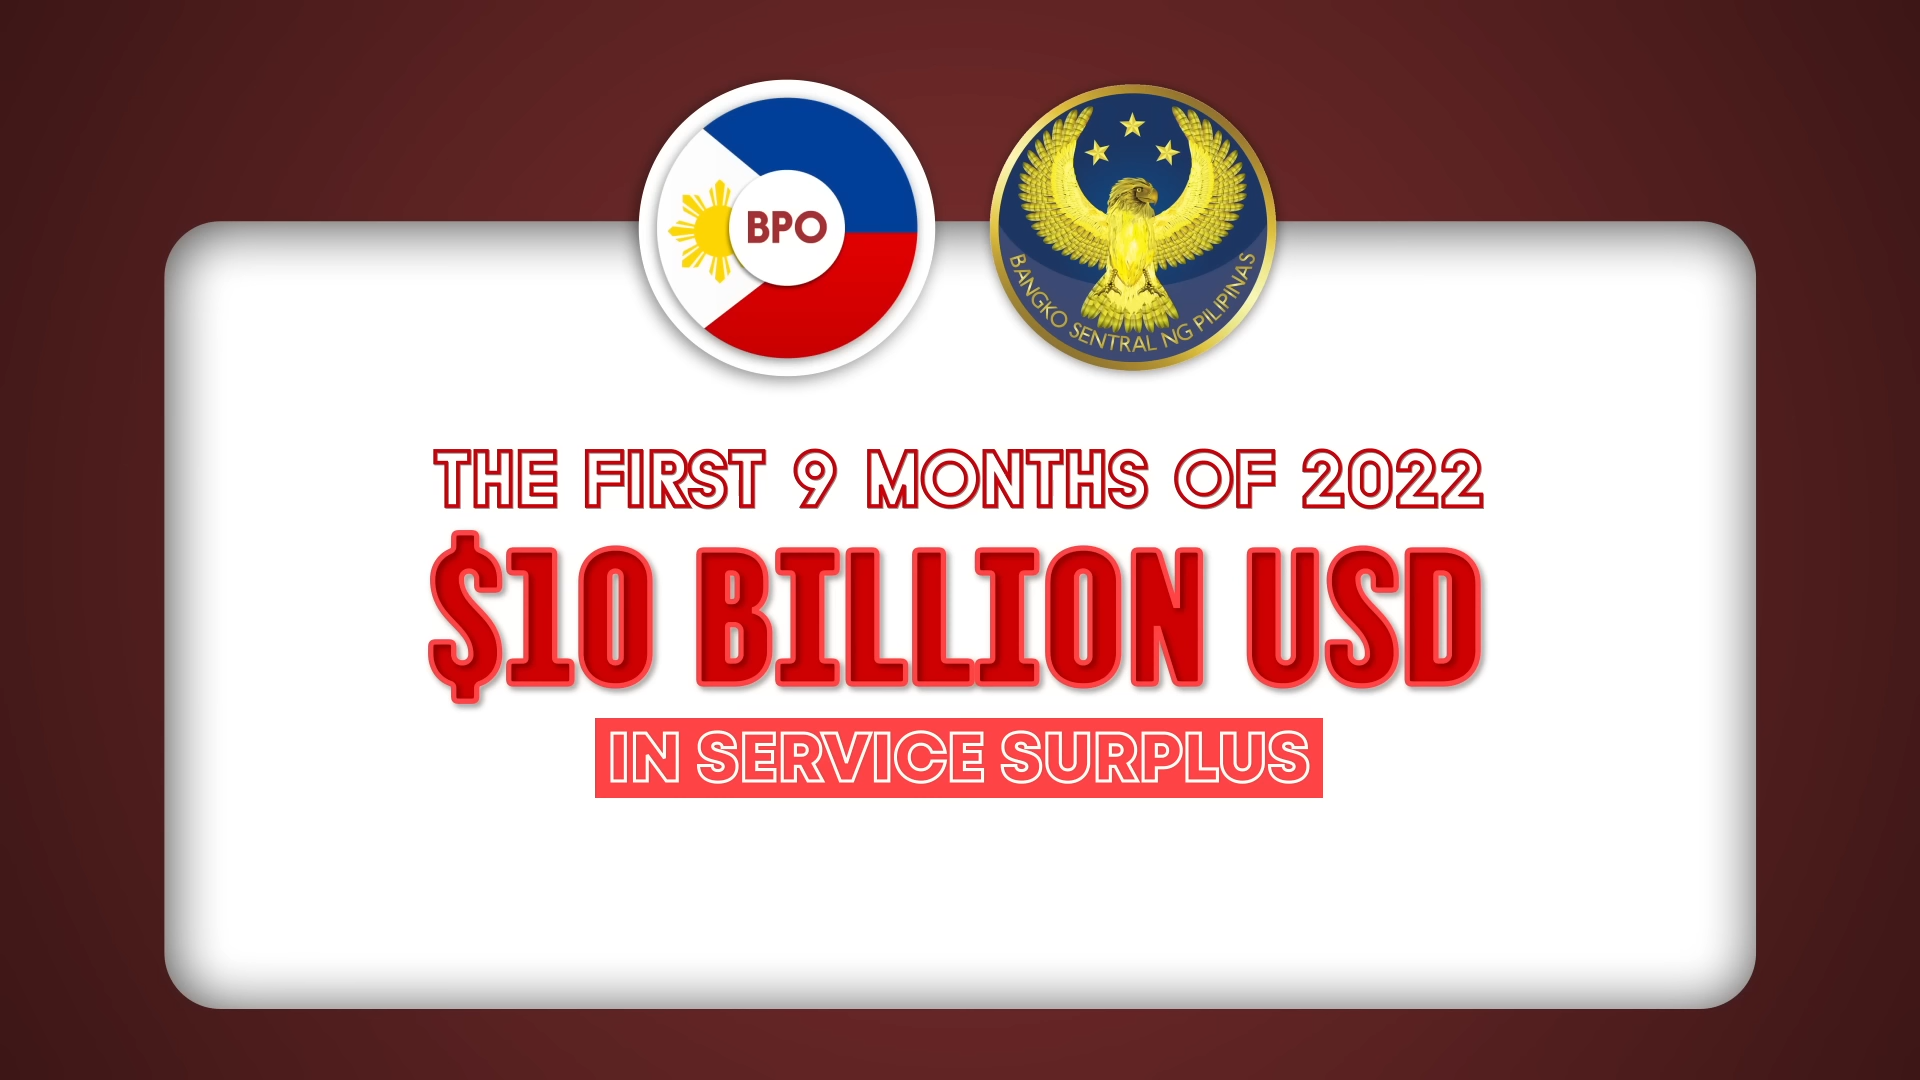 BPO
BANGKO SENTRAL NG PILIPINAS
THE FIRST 9 MONTHS OF 2022
$10 BILLION USD
IN SERVICE SURPLUS